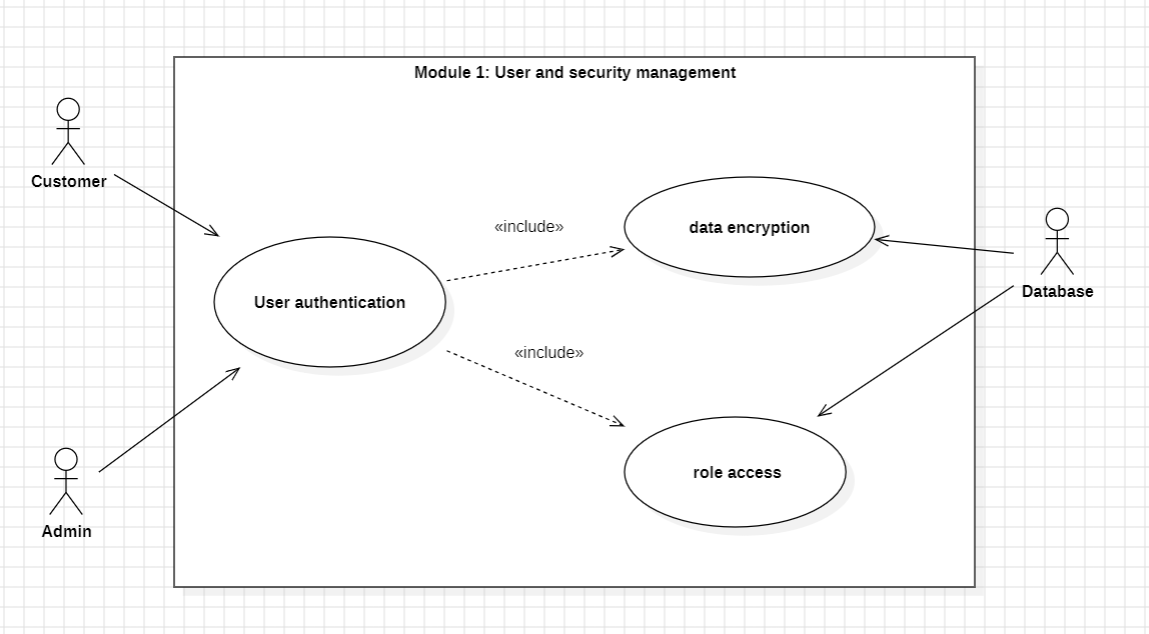 Module 1: User and security management
Customer
«include»
data encryption
Database
User authentication
«include»
role access
Admin